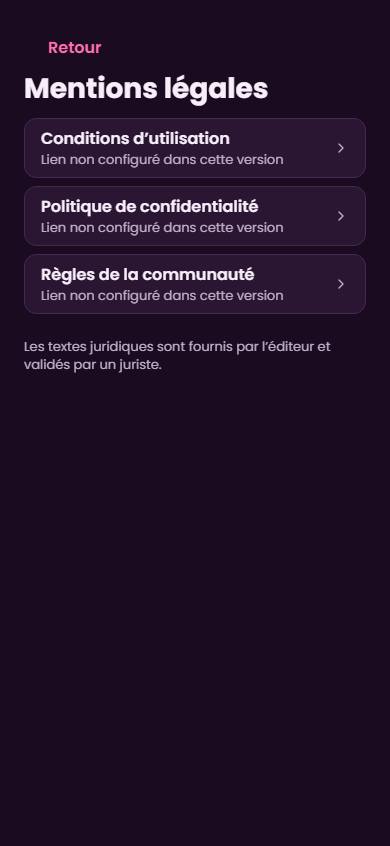 Retour
Mentions légales
Conditions d’utilisation
Lien non configuré dans cette version
Politique de confidentialité
Lien non configuré dans cette version
Règles de la communauté
Lien non configuré dans cette version
Les textes juridiques sont fournis par l’éditeur et
validés par un juriste.